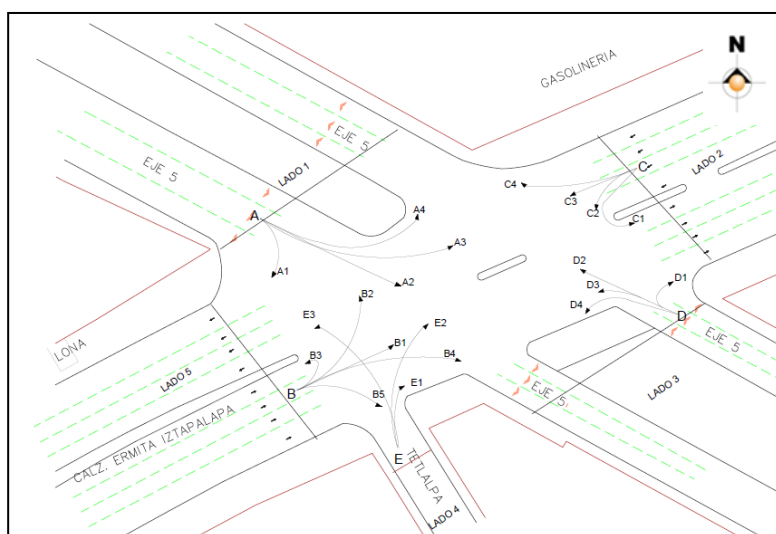 N
GASOLINERIA
EJE 5
LADO 1
EJE 5
LADO 2
C
C4
C3
C2
C1
A
A4
A3
A1
A2
D2
D1
D3
D4
D
EJE 5
B2
E3
E2
B1
B4
B3
LONA
LADO 5
B
B5
E1
EJE 5
LADO 3
CALZ. ERMITA IZTAPALAPA
E
TETLALPA
LADO 4